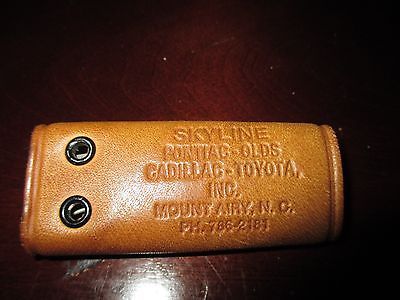 SKYLINE
PONTIAC-OLDS
CADILLAC-TOYOTA,
INC.
MOUNT AIRY, N.C.
PH. 786-2151